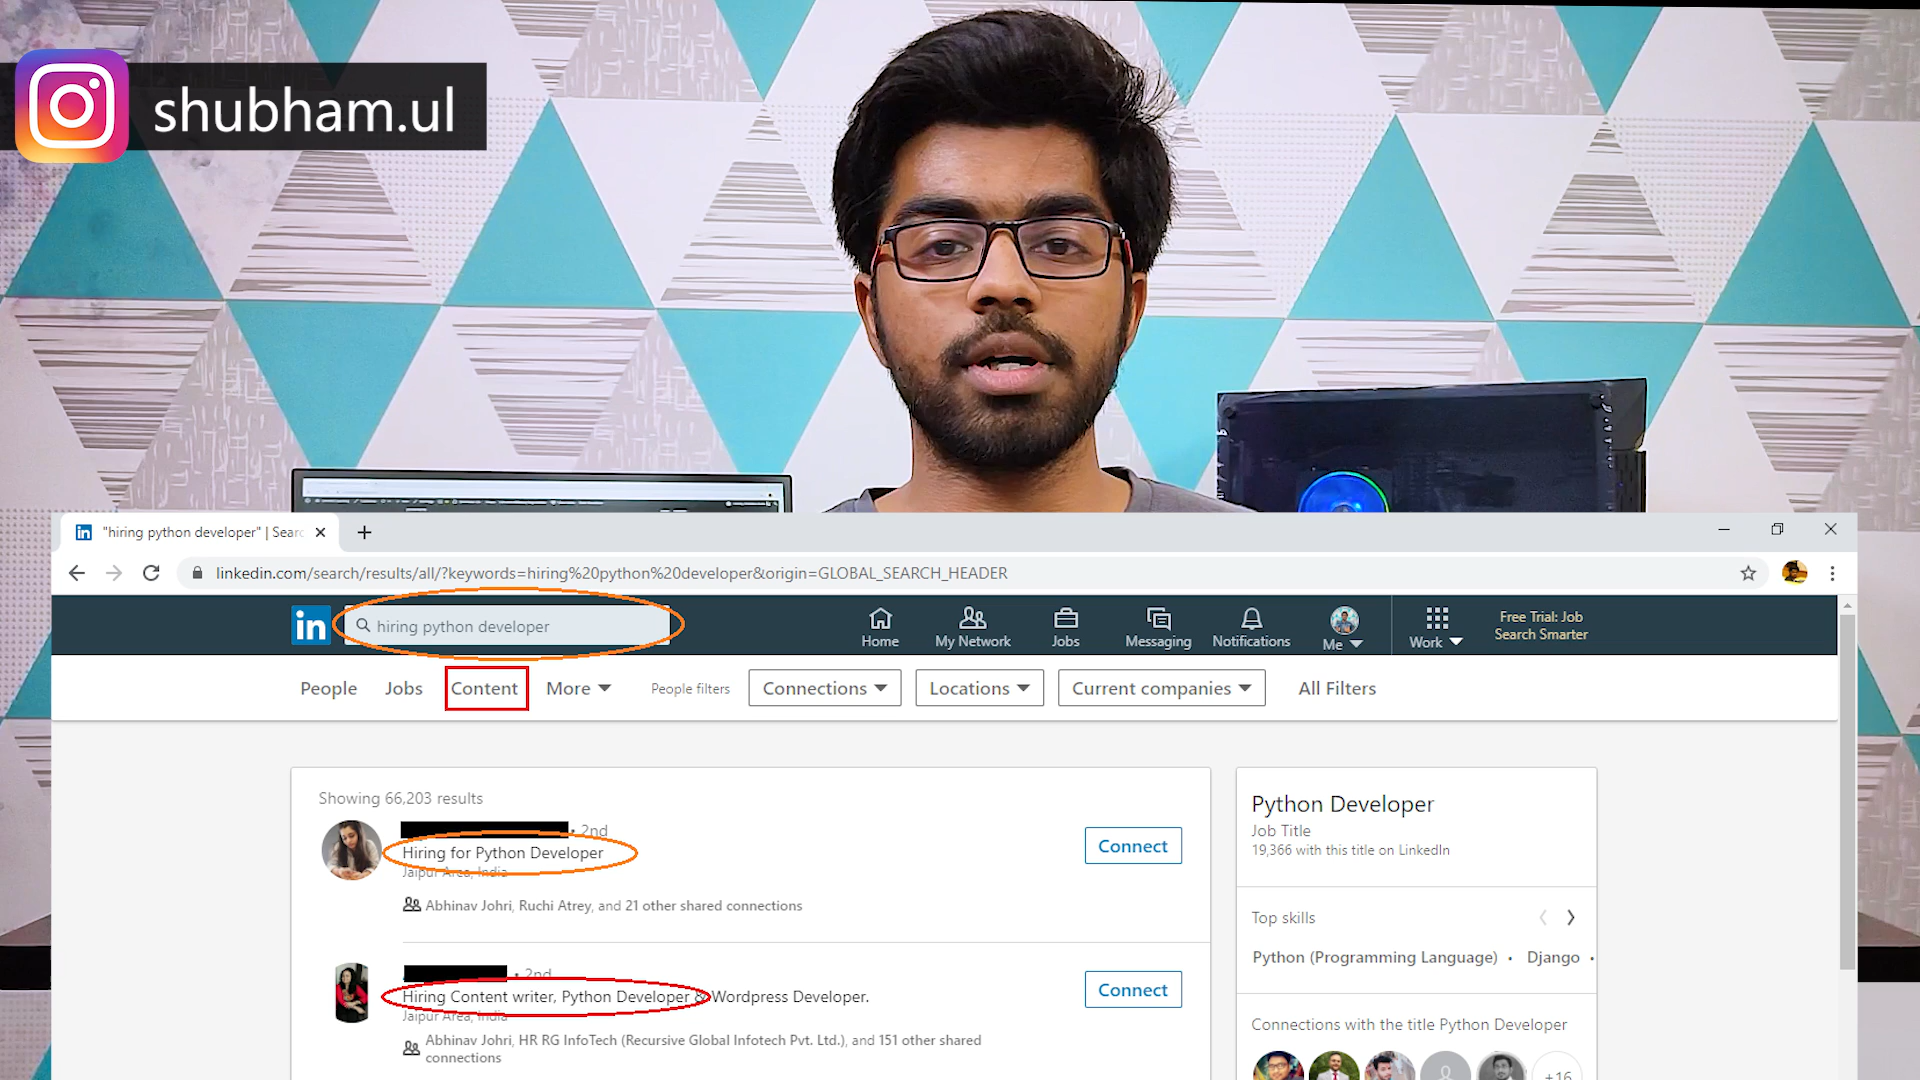 shubham.ul
"hiring python developer" | Searc
linkedin.com/search/results/all/?keywords=hiring%20python%20developer&origin=GLOBAL_SEARCH_HEADER
in
hiring python developer
Home
My Network
Jobs
Messaging
Notifications
Me
Work
Free Trial: Job
Search Smarter
People
Jobs
Content
More
People filters
Connections
Locations
Current companies
All Filters
Showing 66,203 results
• 2nd
Hiring for Python Developer
Jaipur Area, India
Abhinav Johri, Ruchi Atrey, and 21 other shared connections
Connect
• 2nd
Hiring Content writer, Python Developer & Wordpress Developer.
Jaipur Area, India
Abhinav Johri, HR RG InfoTech (Recursive Global Infotech Pvt. Ltd.), and 151 other shared
connections
Connect
Python Developer
Job Title
19,366 with this title on LinkedIn
Top skills
Python (Programming Language) • Django •
Connections with the title Python Developer
+16